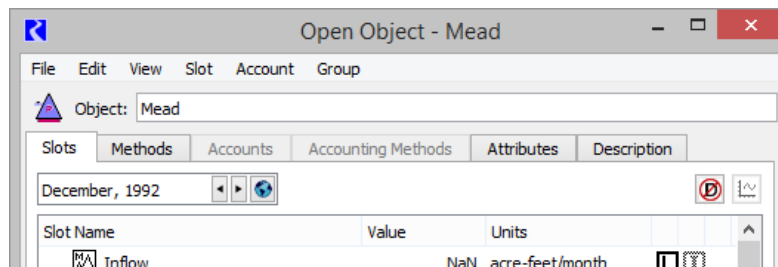 Open Object - Mead
File Edit View Slot Account Group
Object: Mead
Slots Methods Accounts Accounting Methods Attributes Description
December, 1992
Slot Name Value Units
Inflow NaN acre-feet/month